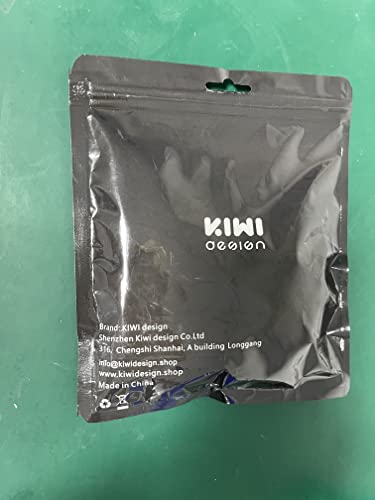 KIWI
design
Brand: KIWI design
Shenzhen Kiwi design Co.Ltd
316, Chengshi Shanhai, A building Longgang
info@kiwidesign.shop
www.kiwidesign.shop
Made in China